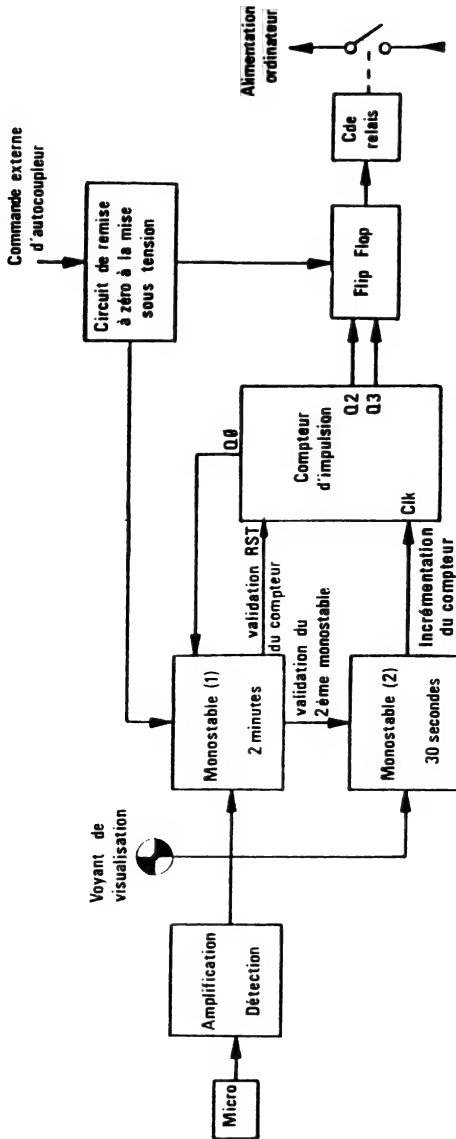 Micro
Amplification
Détection
Voyant de
visualisation
Monostable (1)
2 minutes
validation RST
du compteur
validation du
2ème monostable
Monostable (2)
30 secondes
Incrémentation
du compteur
Commande externe
d'autocoupleur
Circuit de remise
à zéro à la mise
sous tension
Q0
Compteur
d'impulsion
Clk
Q2
Q3
Flip Flop
Cde
relais
Alimentation
ordinateur